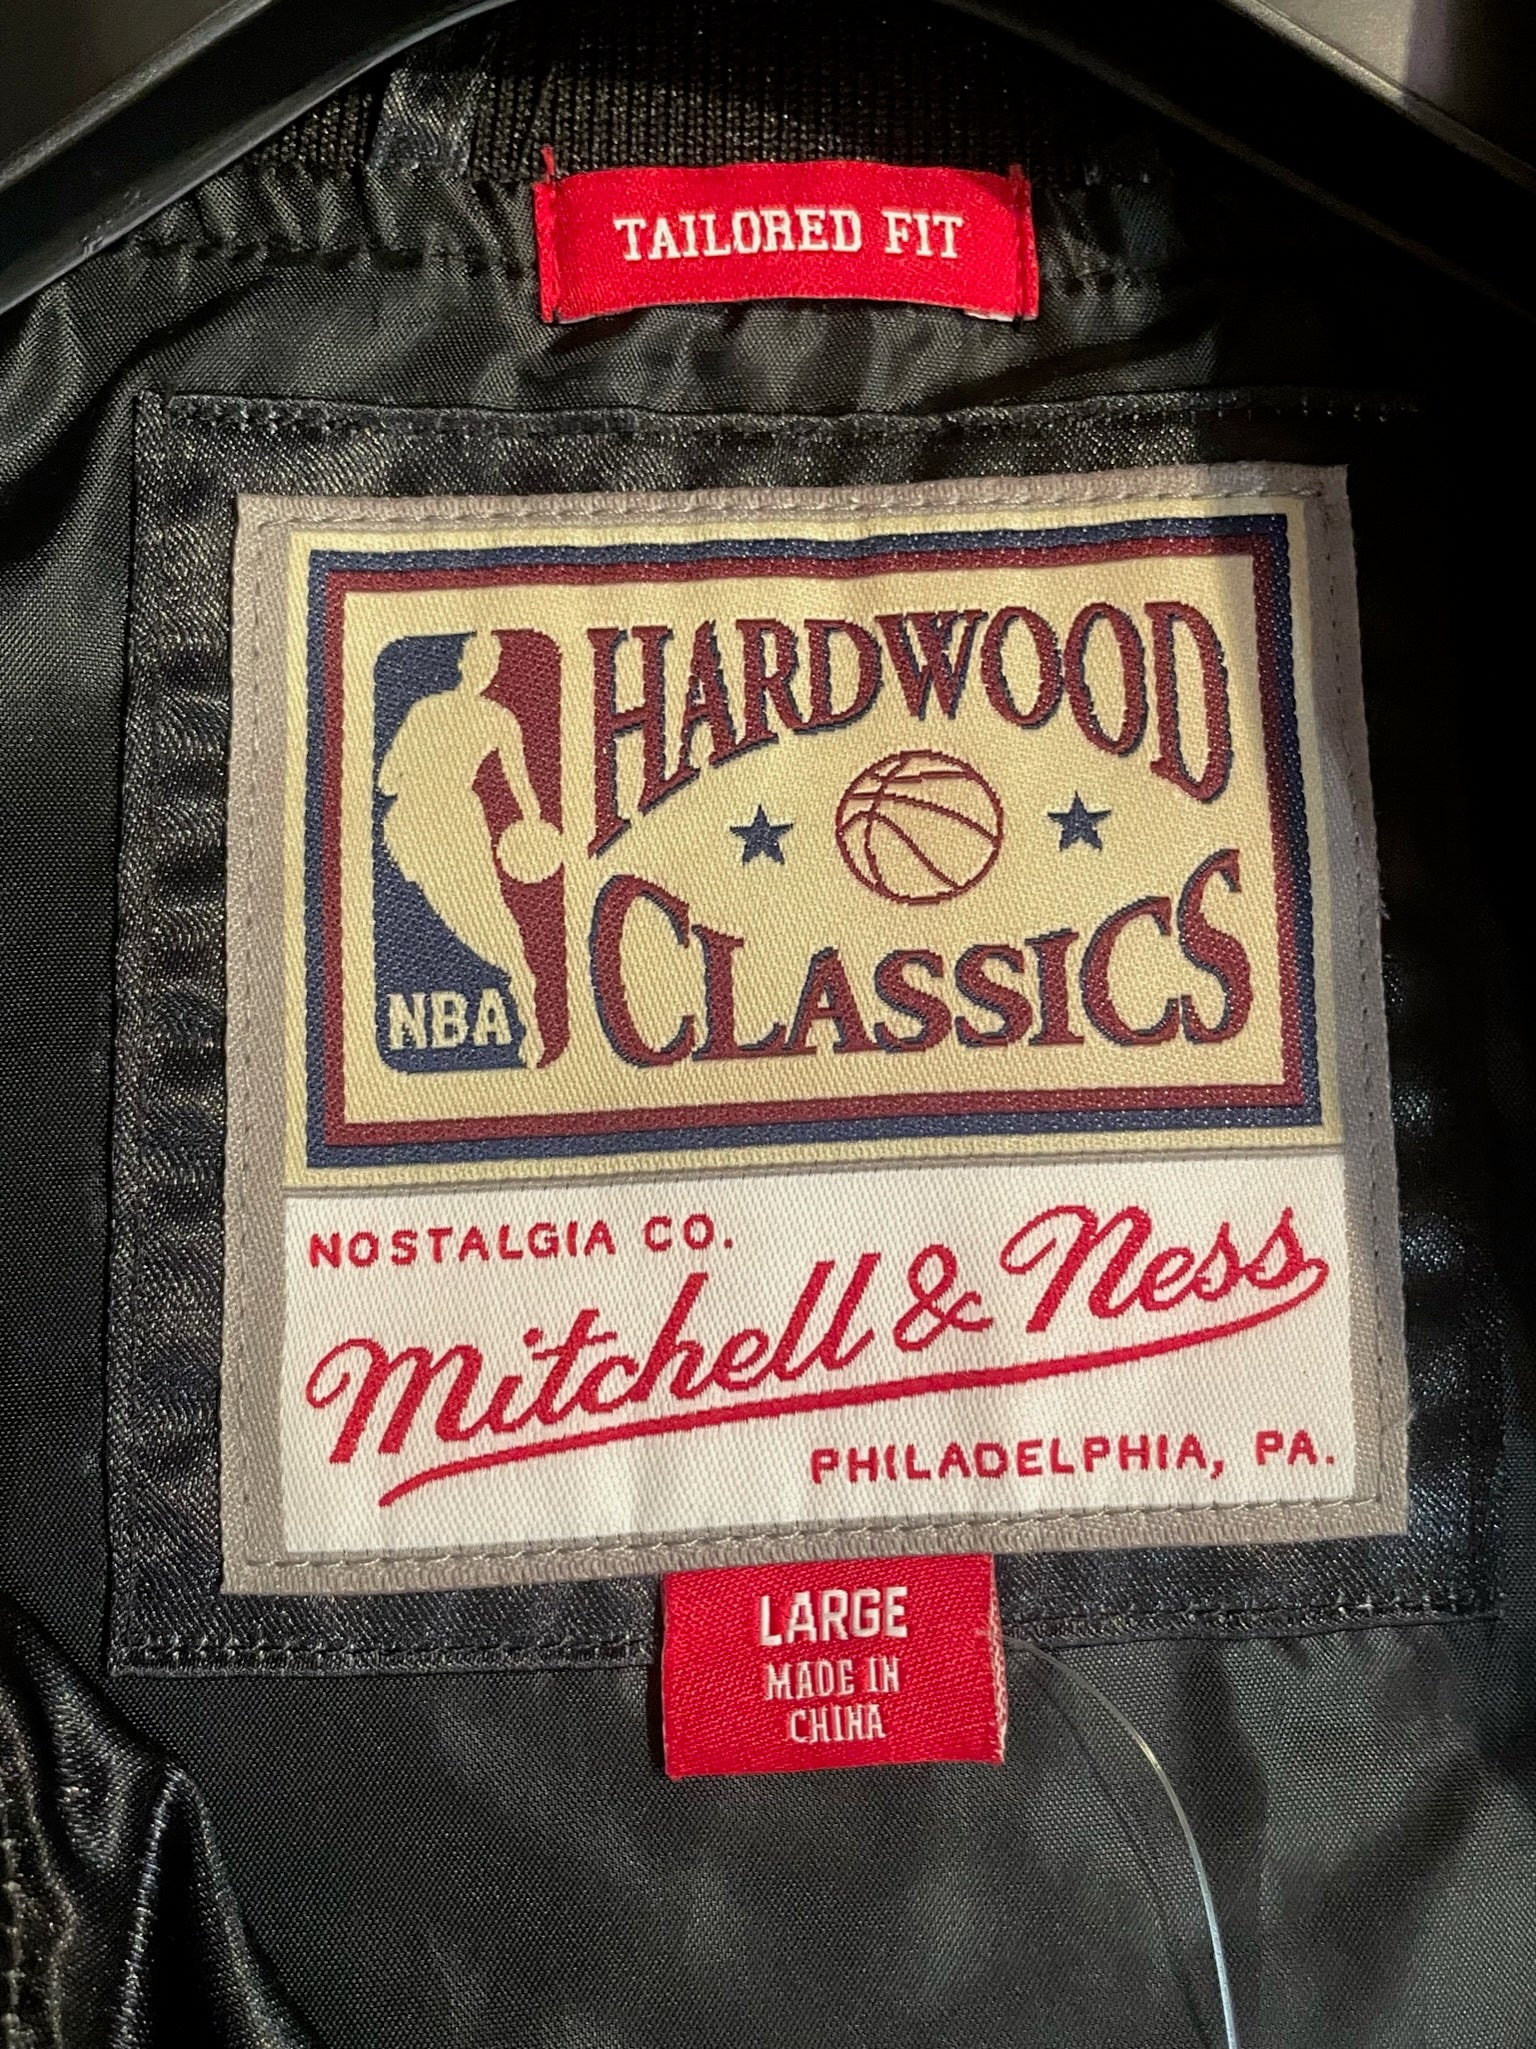 TAILORED FIT
HARDWOOD
CLASSICS
NBA
NOSTALGIA CO.
Mitchell & Ness
PHILADELPHIA, PA.
LARGE
MADE IN
CHINA